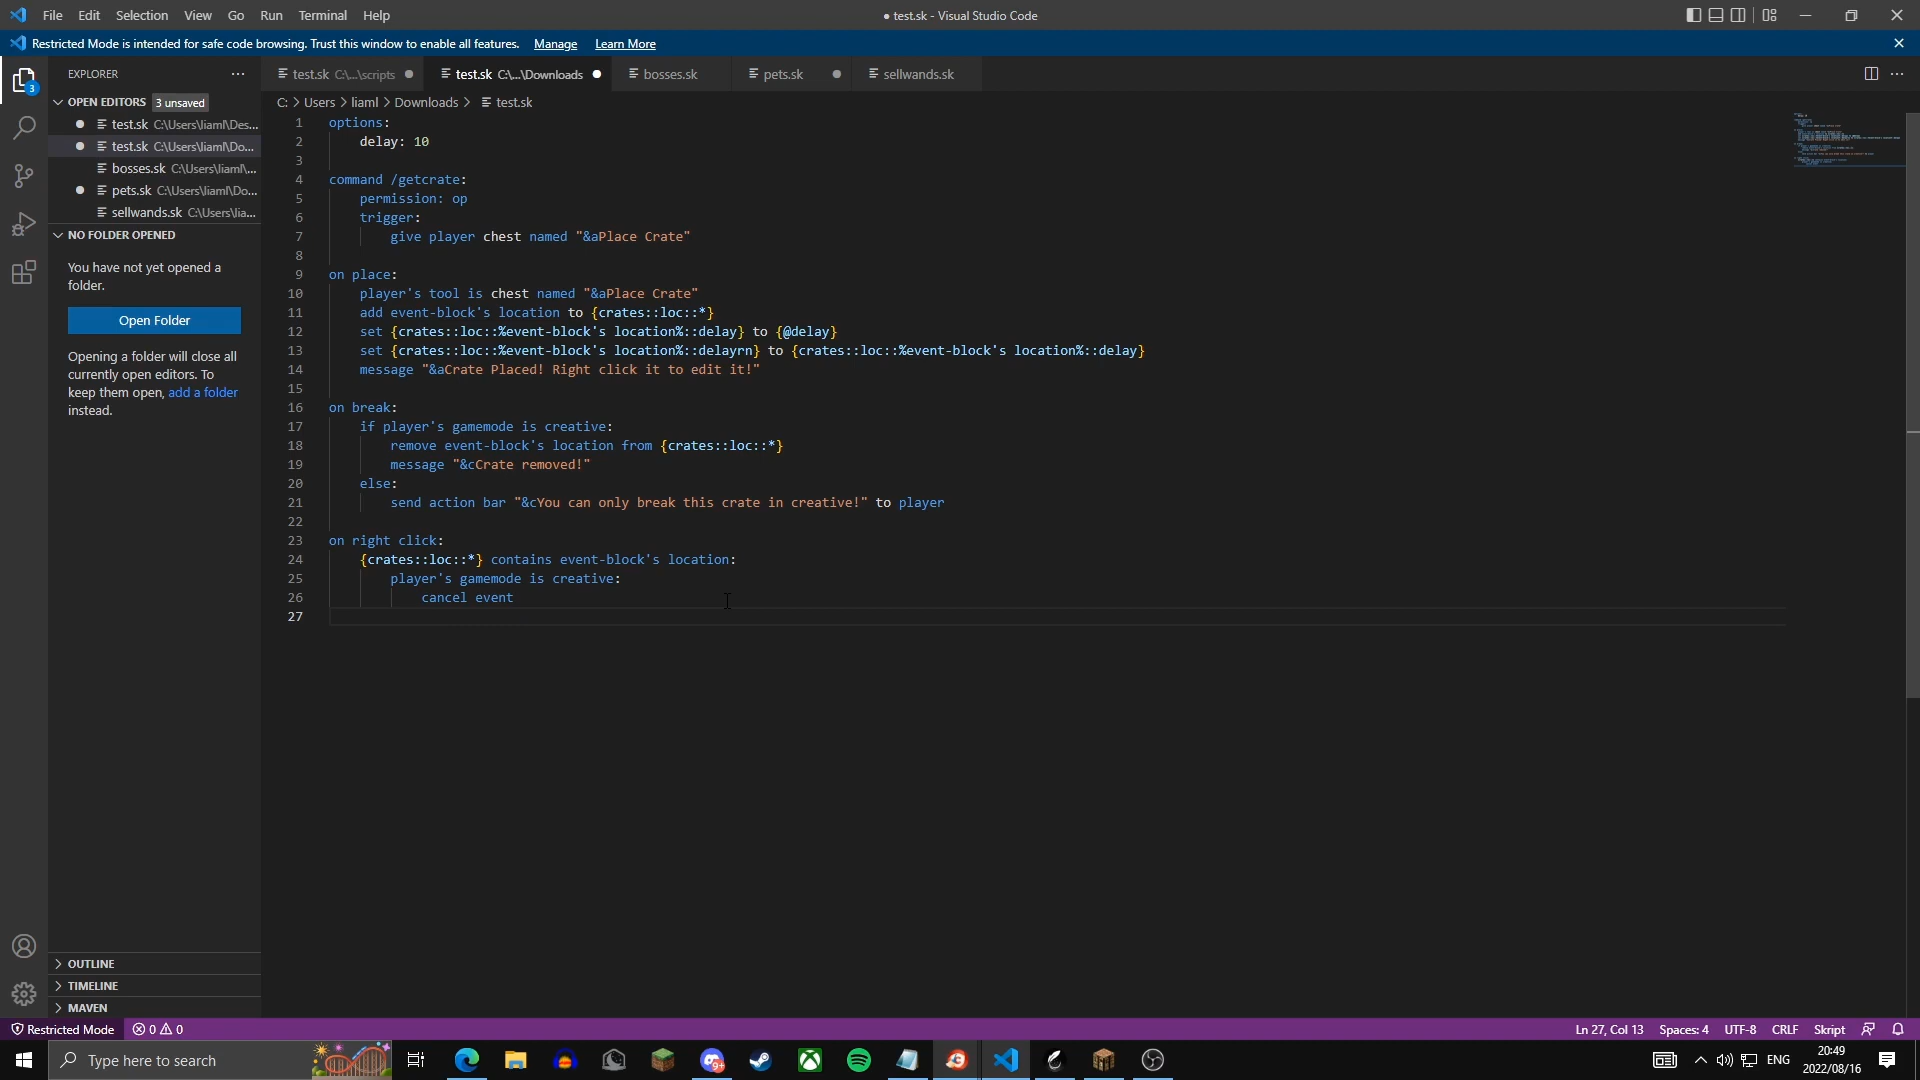 File Edit Selection View Go Run Terminal Help
● test.sk - Visual Studio Code
Restricted Mode is intended for safe code browsing. Trust this window to enable all features. Manage Learn More
EXPLORER
test.sk C:\...\scripts
test.sk C:\...\Downloads
bosses.sk
pets.sk
sellwands.sk
OPEN EDITORS 3 unsaved
3
test.sk C:\Users\liaml\Des...
test.sk C:\Users\liaml\Do...
bosses.sk C:\Users\liaml\...
pets.sk C:\Users\liaml\Do...
sellwands.sk C:\Users\lia...
NO FOLDER OPENED
You have not yet opened a
folder.
Open Folder
Opening a folder will close all
currently open editors. To
keep them open, add a folder
instead.
OUTLINE
TIMELINE
MAVEN
C: > Users > liaml > Downloads > test.sk
1 options:
2 delay: 10
3
4 command /getcrate:
5 permission: op
6 trigger:
7 give player chest named "&aPlace Crate"
8
9 on place:
10 player's tool is chest named "&aPlace Crate"
11 add event-block's location to {crates::loc::*}
12 set {crates::loc::%event-block's location%::delay} to {@delay}
13 set {crates::loc::%event-block's location%::delayrn} to {crates::loc::%event-block's location%::delay}
14 message "&aCrate Placed! Right click it to edit it!"
15
16 on break:
17 if player's gamemode is creative:
18 remove event-block's location from {crates::loc::*}
19 message "&cCrate removed!"
20 else:
21 send action bar "&cYou can only break this crate in creative!" to player
22
23 on right click:
24 {crates::loc::*} contains event-block's location:
25 player's gamemode is creative:
26 cancel event
27
Restricted Mode 0 0
Ln 27, Col 13 Spaces: 4 UTF-8 CRLF Skript
Type here to search
9+
ENG
20:49
2022/08/16